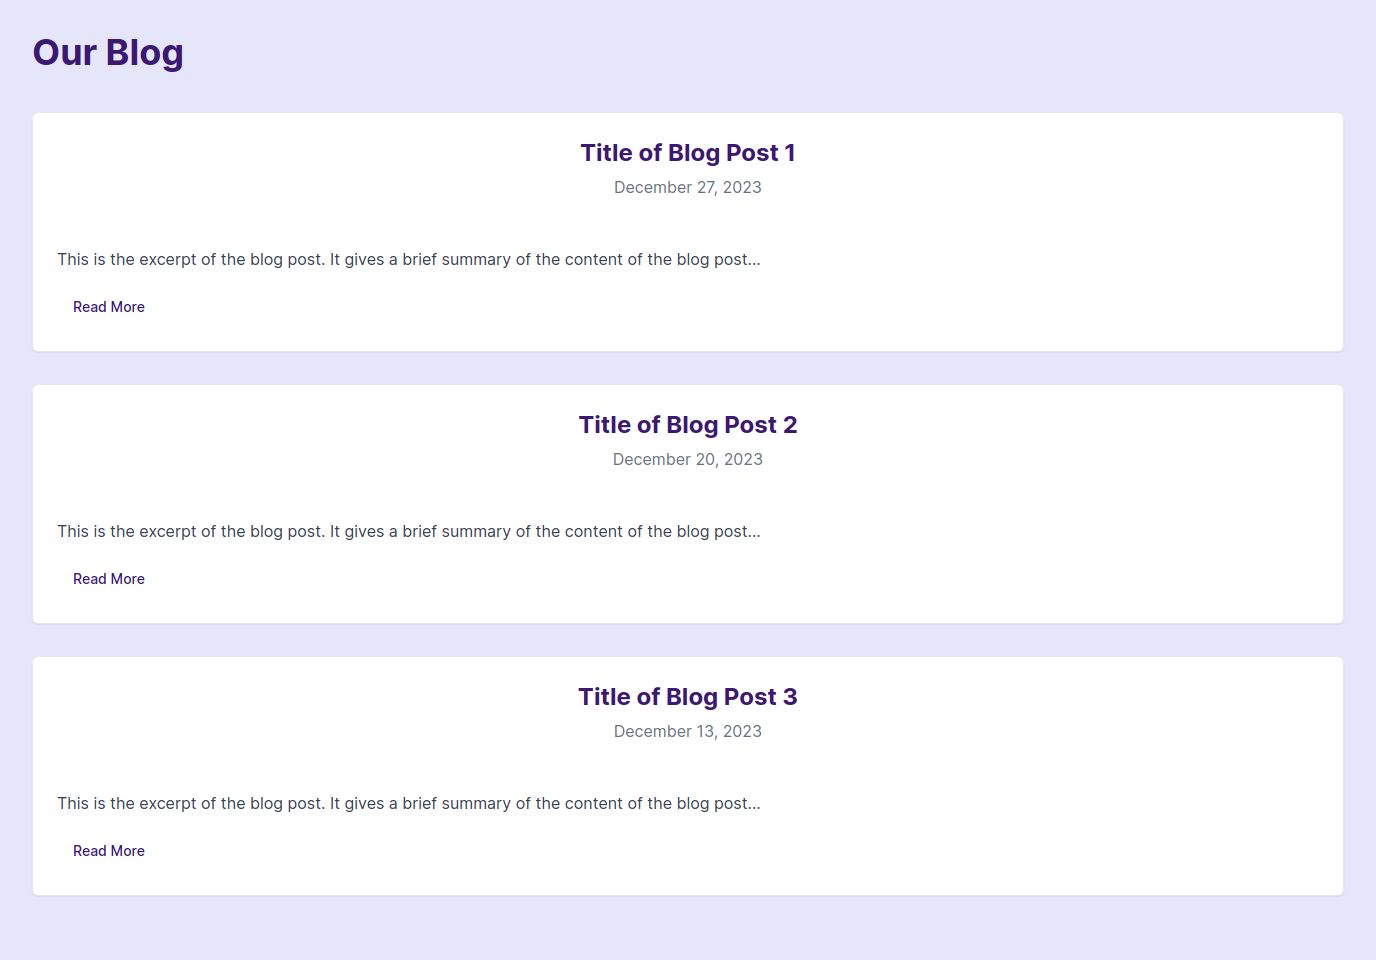 Our Blog
Title of Blog Post 1
December 27, 2023
This is the excerpt of the blog post. It gives a brief summary of the content of the blog post...
Read More
Title of Blog Post 2
December 20, 2023
This is the excerpt of the blog post. It gives a brief summary of the content of the blog post...
Read More
Title of Blog Post 3
December 13, 2023
This is the excerpt of the blog post. It gives a brief summary of the content of the blog post...
Read More